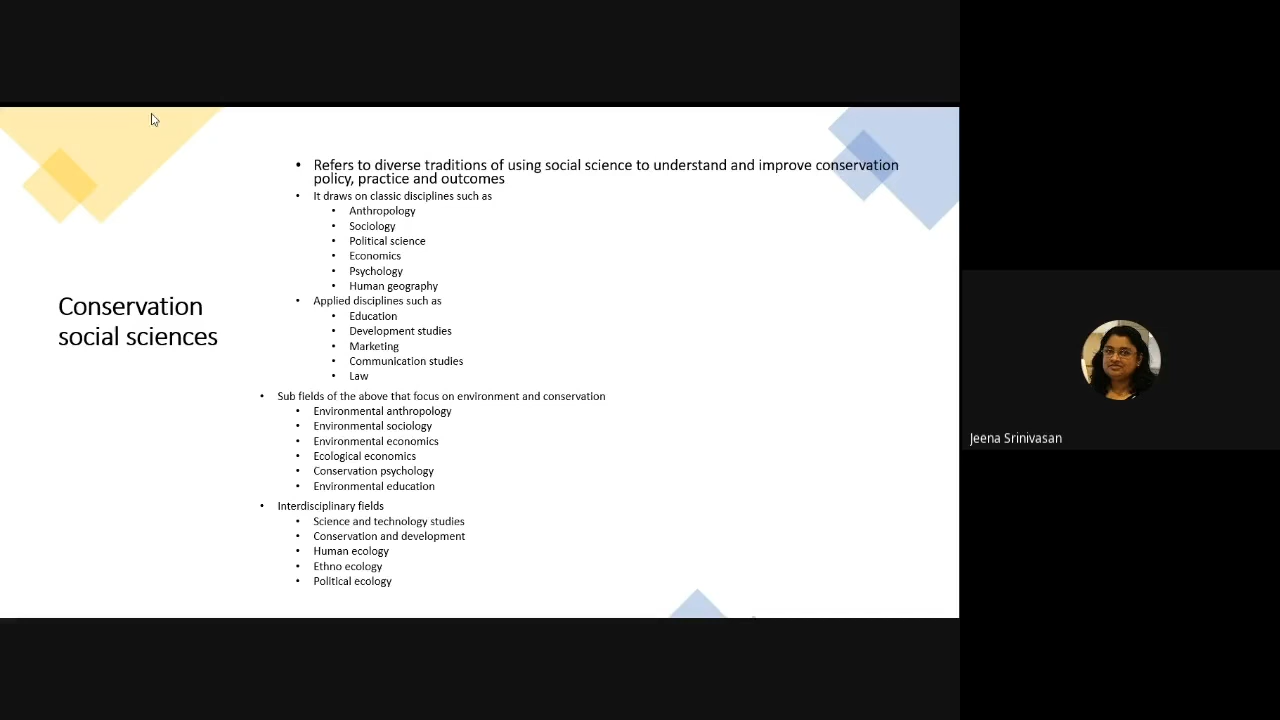 Conservation
social sciences
• Refers to diverse traditions of using social science to understand and improve conservation
policy, practice and outcomes
• It draws on classic disciplines such as
• Anthropology
• Sociology
• Political science
• Economics
• Psychology
• Human geography
• Applied disciplines such as
• Education
• Development studies
• Marketing
• Communication studies
• Law
• Sub fields of the above that focus on environment and conservation
• Environmental anthropology
• Environmental sociology
• Environmental economics
• Ecological economics
• Conservation psychology
• Environmental education
• Interdisciplinary fields
• Science and technology studies
• Conservation and development
• Human ecology
• Ethno ecology
• Political ecology
Jeena Srinivasan